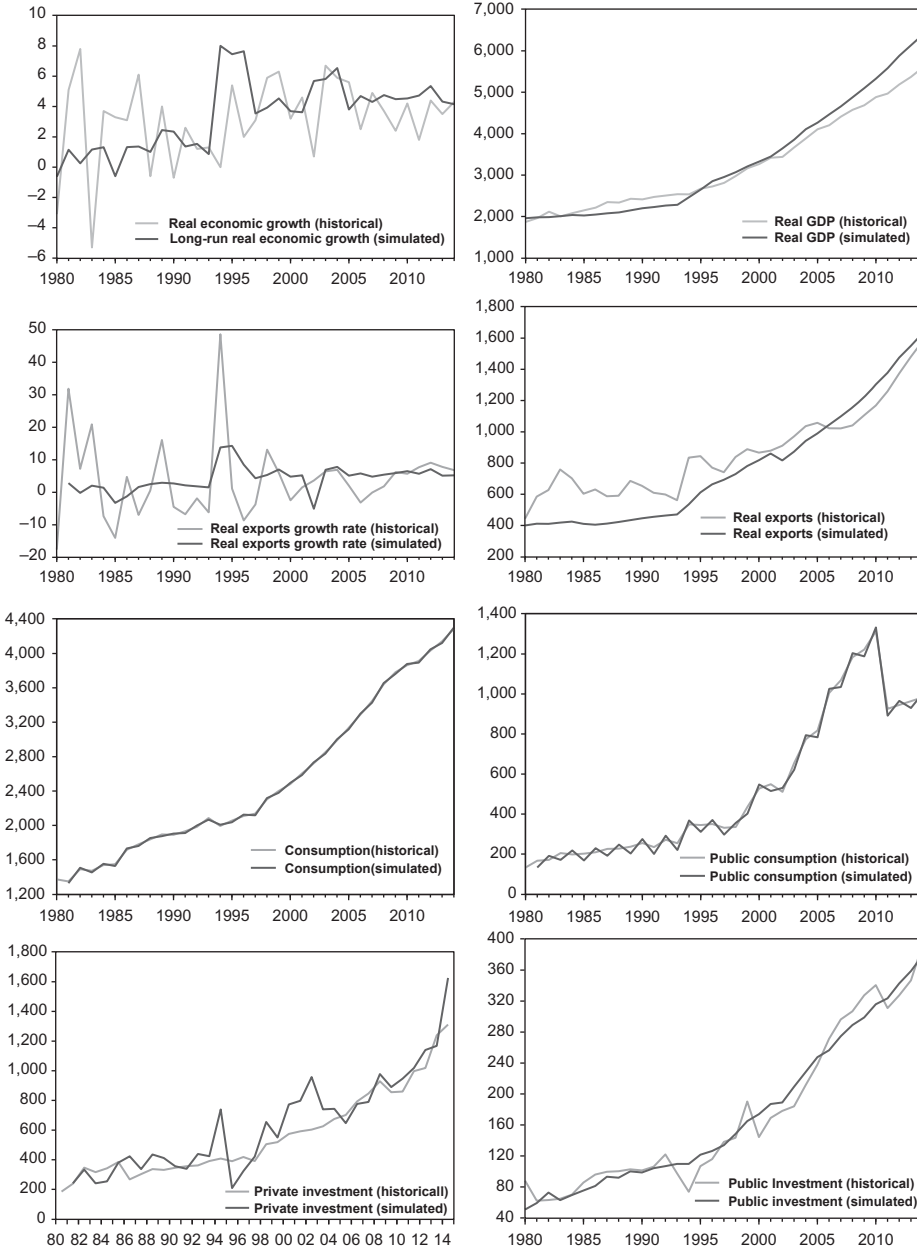 10
8
6
4
2
0
–2
–4
–6
Real economic growth (historical)
Long-run real economic growth (simulated)
1980 1985 1990 1995 2000 2005 2010
7,000
6,000
5,000
4,000
3,000
2,000
1,000
Real GDP (historical)
Real GDP (simulated)
1980 1985 1990 1995 2000 2005 2010
50
40
30
20
10
0
–10
–20
Real exports growth rate (historical)
Real exports growth rate (simulated)
1980 1985 1990 1995 2000 2005 2010
1,800
1,600
1,400
1,200
1,000
800
600
400
200
Real exports (historical)
Real exports (simulated)
1980 1985 1990 1995 2000 2005 2010
4,400
4,000
3,600
3,200
2,800
2,400
2,000
1,600
1,200
Consumption(historical)
Consumption(simulated)
1980 1985 1990 1995 2000 2005 2010
1,400
1,200
1,000
800
600
400
200
0
Public consumption (historical)
Public consumption (simulated)
1980 1985 1990 1995 2000 2005 2010
1,800
1,600
1,400
1,200
1,000
800
600
400
200
0
Private investment (historicall)
Private investment (simulated)
80 82 84 86 88 90 92 94 96 98 00 02 04 06 08 10 12 14
400
360
320
280
240
200
160
120
80
40
Public Investment (historical)
Public investment (simulated)
1980 1985 1990 1995 2000 2005 2010